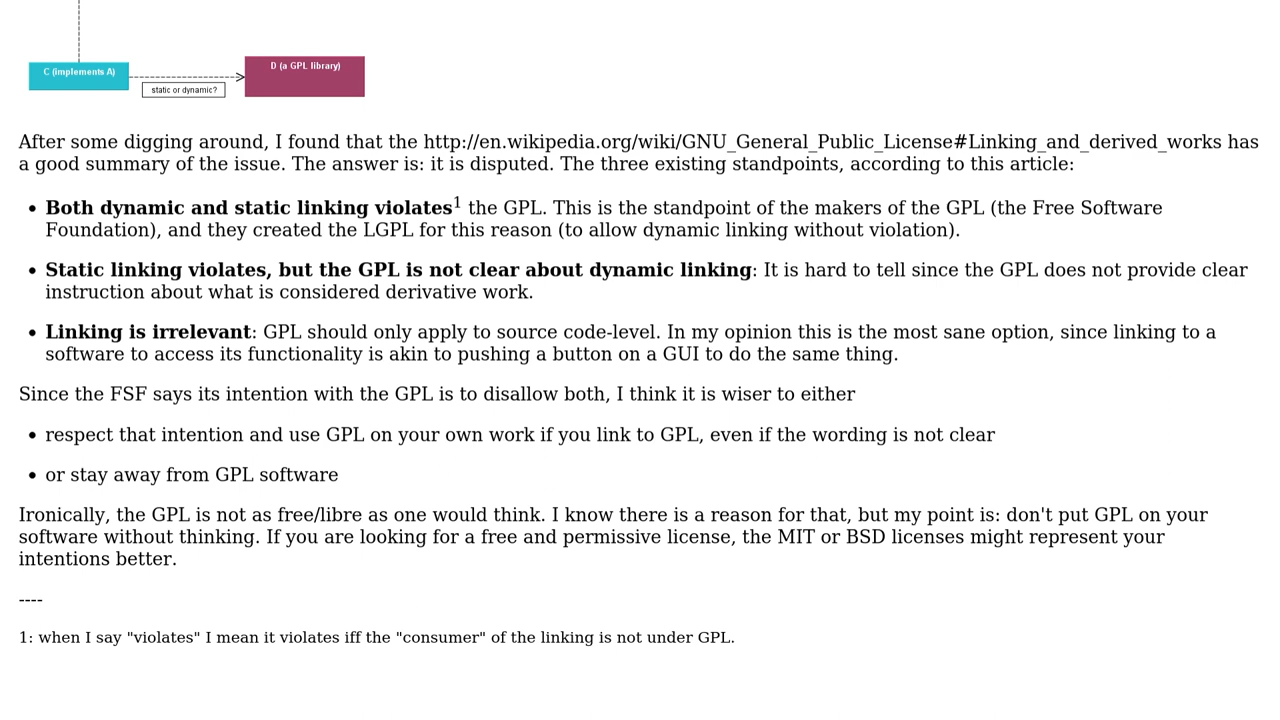 C (implements A)
D (a GPL library)
static or dynamic?
After some digging around, I found that the http://en.wikipedia.org/wiki/GNU_General_Public_License#Linking_and_derived_works has
a good summary of the issue. The answer is: it is disputed. The three existing standpoints, according to this article:
• Both dynamic and static linking violates1 the GPL. This is the standpoint of the makers of the GPL (the Free Software
Foundation), and they created the LGPL for this reason (to allow dynamic linking without violation).
• Static linking violates, but the GPL is not clear about dynamic linking: It is hard to tell since the GPL does not provide clear
instruction about what is considered derivative work.
• Linking is irrelevant: GPL should only apply to source code-level. In my opinion this is the most sane option, since linking to a
software to access its functionality is akin to pushing a button on a GUI to do the same thing.
Since the FSF says its intention with the GPL is to disallow both, I think it is wiser to either
• respect that intention and use GPL on your own work if you link to GPL, even if the wording is not clear
• or stay away from GPL software
Ironically, the GPL is not as free/libre as one would think. I know there is a reason for that, but my point is: don't put GPL on your
software without thinking. If you are looking for a free and permissive license, the MIT or BSD licenses might represent your
intentions better.
----
1: when I say "violates" I mean it violates iff the "consumer" of the linking is not under GPL.